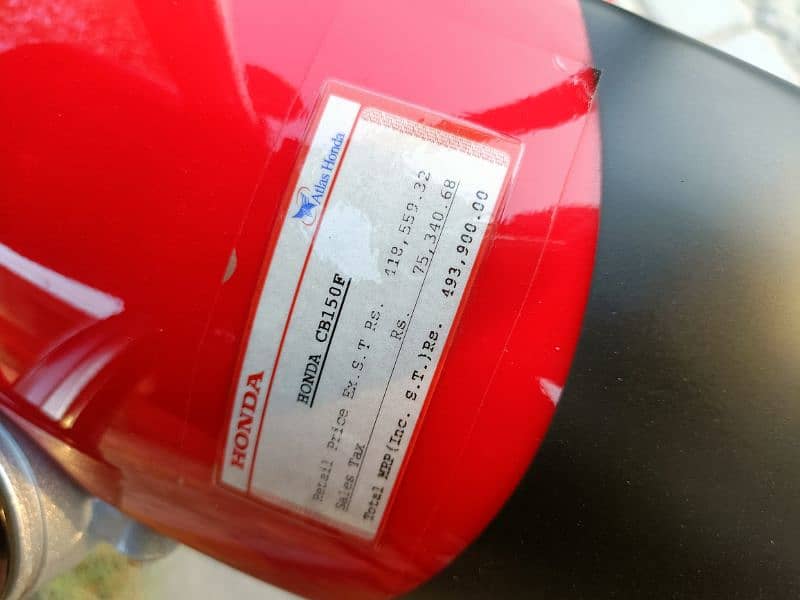 HONDA
Atlas Honda
HONDA CB150F
Retail Price Ex.S.T Rs. 418,559.32
Sales Tax Rs. 75,340.68
Total MRP(Inc. S.T.)Rs. 493,900.00